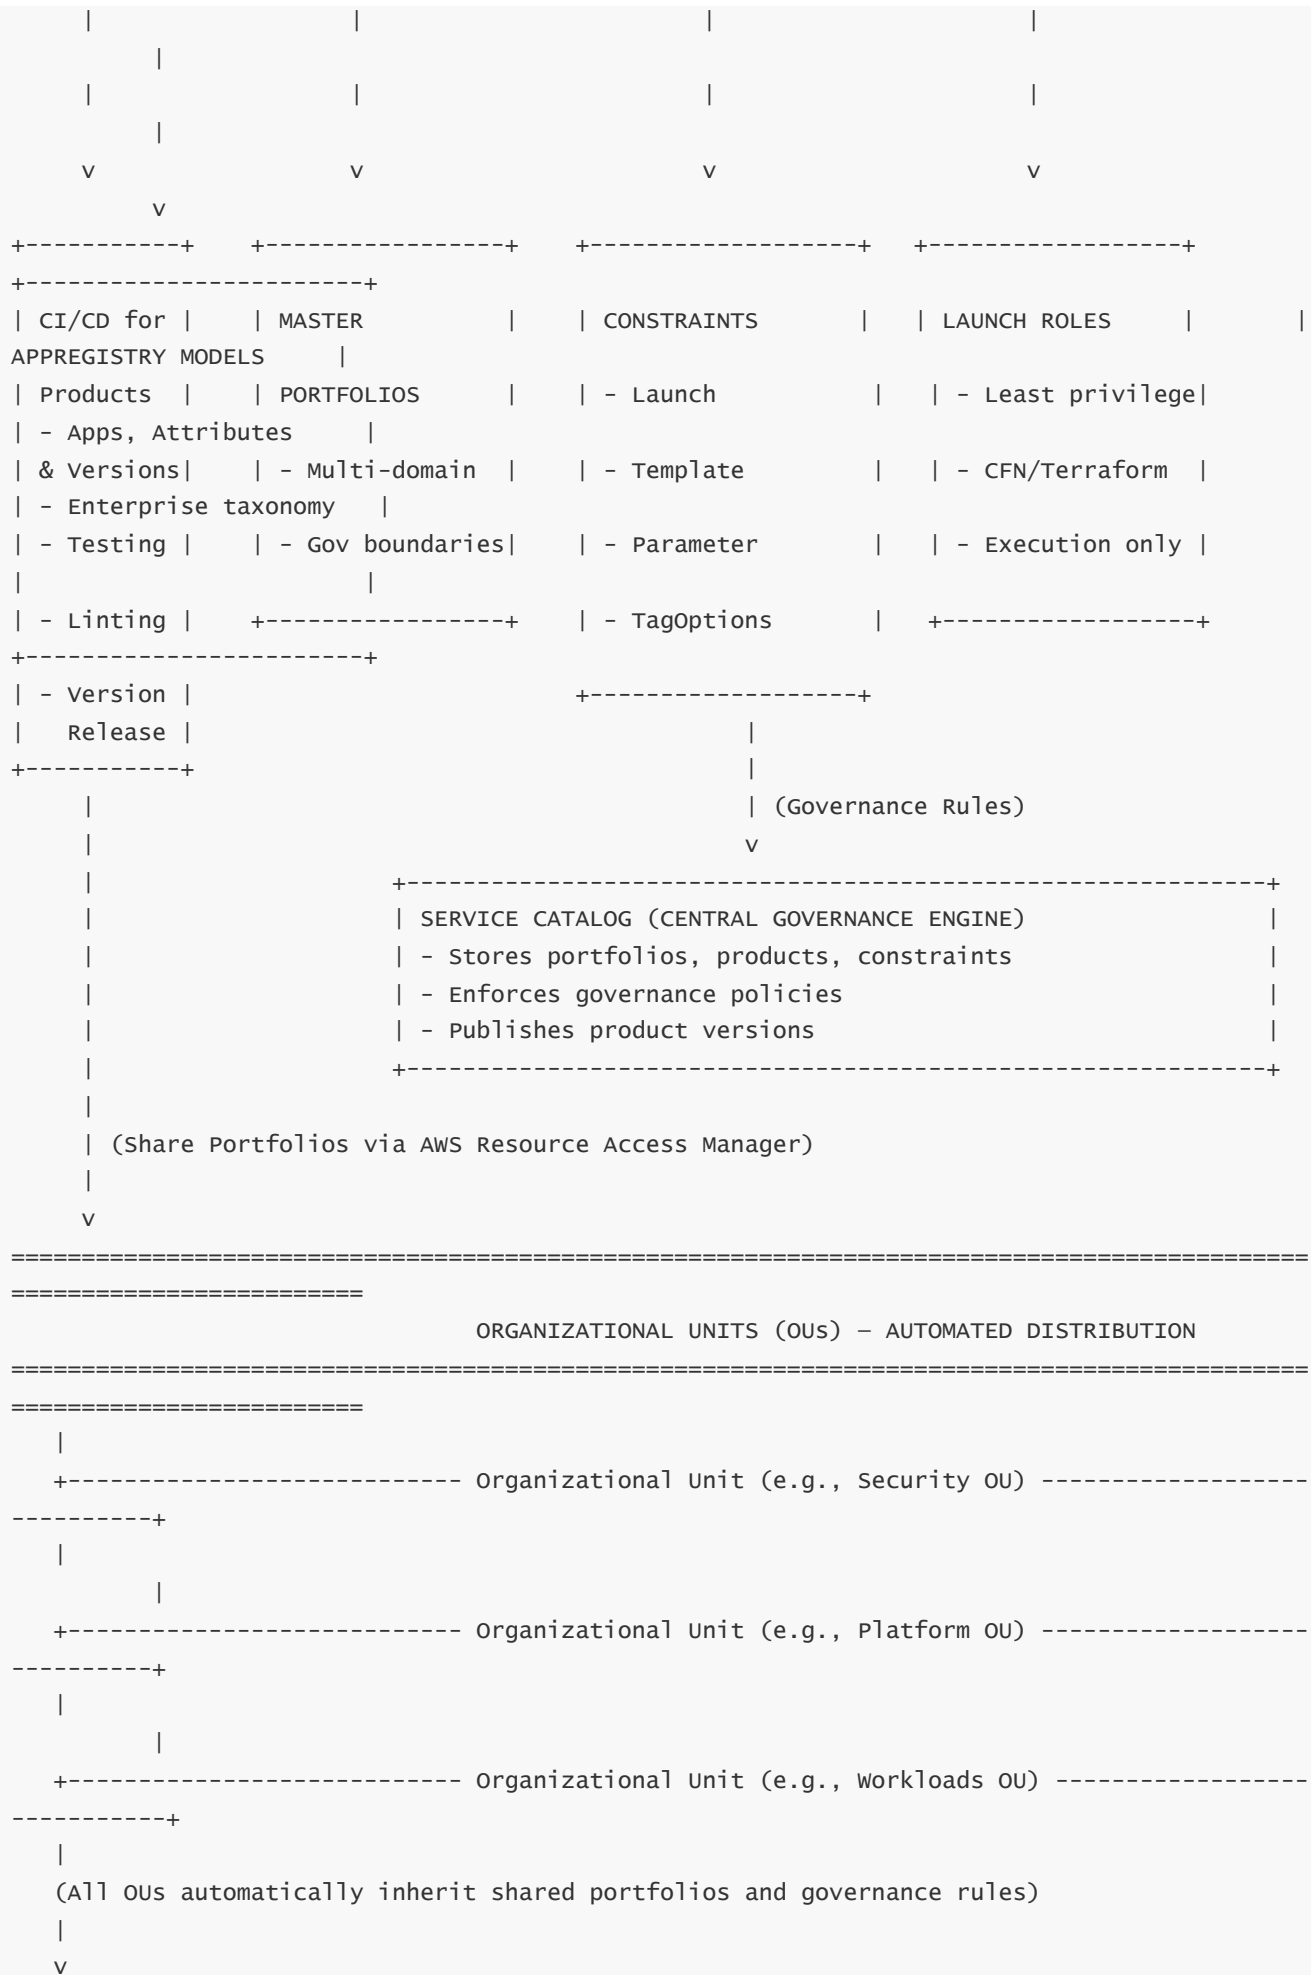 |                  |                        |                      |
          |
     |                  |                        |                      |
          |
     v                  v                        v                      v
          v
+-----------+    +-----------------+    +-------------------+   +------------------+
+------------------------+
| CI/CD for |    | MASTER          |    | CONSTRAINTS       |   | LAUNCH ROLES     |      |
APPREGISTRY MODELS     |
| Products  |    | PORTFOLIOS      |    | - Launch           |   | - Least privilege|
| - Apps, Attributes     |
| & Versions|    | - Multi-domain  |    | - Template         |   | - CFN/Terraform  |
| - Enterprise taxonomy   |
| - Testing |    | - Gov boundaries|    | - Parameter        |   | - Execution only |
|                        |
| - Linting |    +-----------------+    | - TagOptions       |   +------------------+
+------------------------+
| - Version |                           +-------------------+
|   Release |                                       |
+-----------+                                       |
     |                                              | (Governance Rules)
     |                                              v
     |                     +-------------------------------------------------------------+
     |                     | SERVICE CATALOG (CENTRAL GOVERNANCE ENGINE)                 |
     |                     | - Stores portfolios, products, constraints                  |
     |                     | - Enforces governance policies                              |
     |                     | - Publishes product versions                                |
     |                     +-------------------------------------------------------------+
     |
     | (Share Portfolios via AWS Resource Access Manager)
     |
     v
============================================================================================
=========================
                                 ORGANIZATIONAL UNITS (OUs) — AUTOMATED DISTRIBUTION
============================================================================================
=========================
   |
   +---------------------------- Organizational Unit (e.g., Security OU) -------------------
----------+
   |
          |
   +---------------------------- Organizational Unit (e.g., Platform OU) -------------------
----------+
   |
          |
   +---------------------------- Organizational Unit (e.g., Workloads OU) ------------------
-----------+
   |
   (All OUs automatically inherit shared portfolios and governance rules)
   |
   v